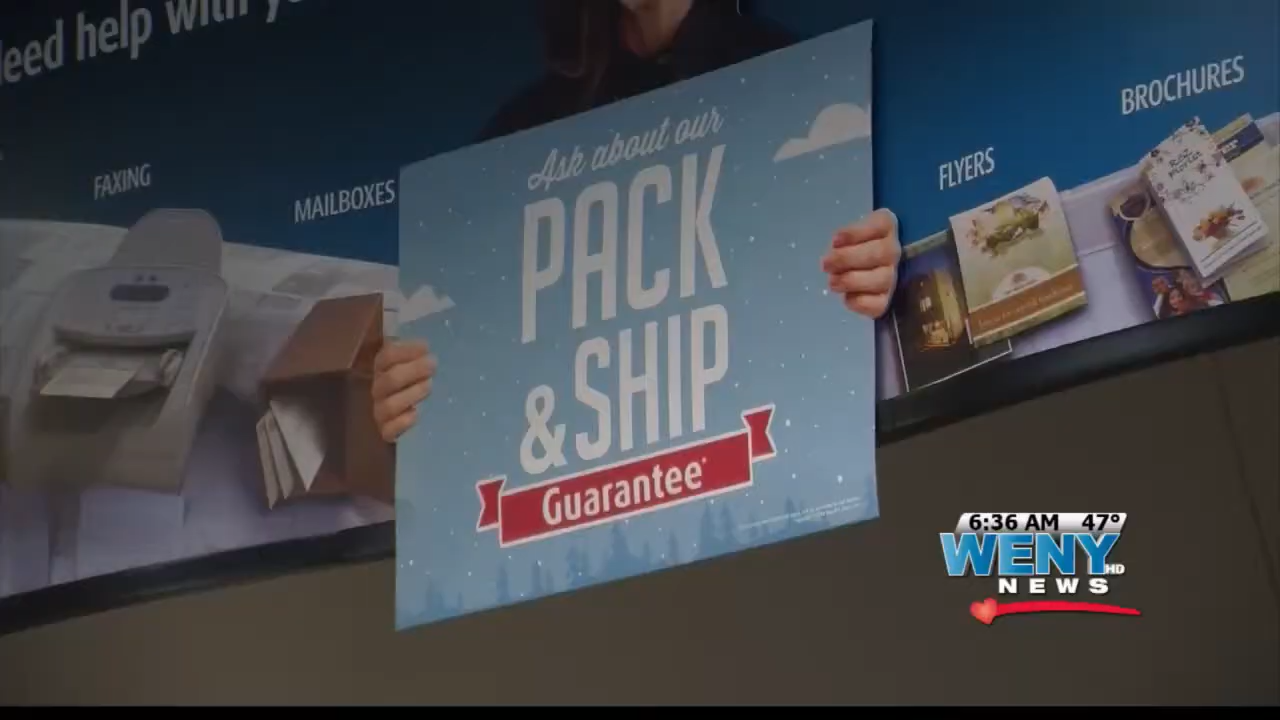 eed help with y
FAXING
MAILBOXES
Ask about our
PACK
& SHIP
Guarantee*
FLYERS
BROCHURES
6:36 AM 47°
WENY HD
NEWS